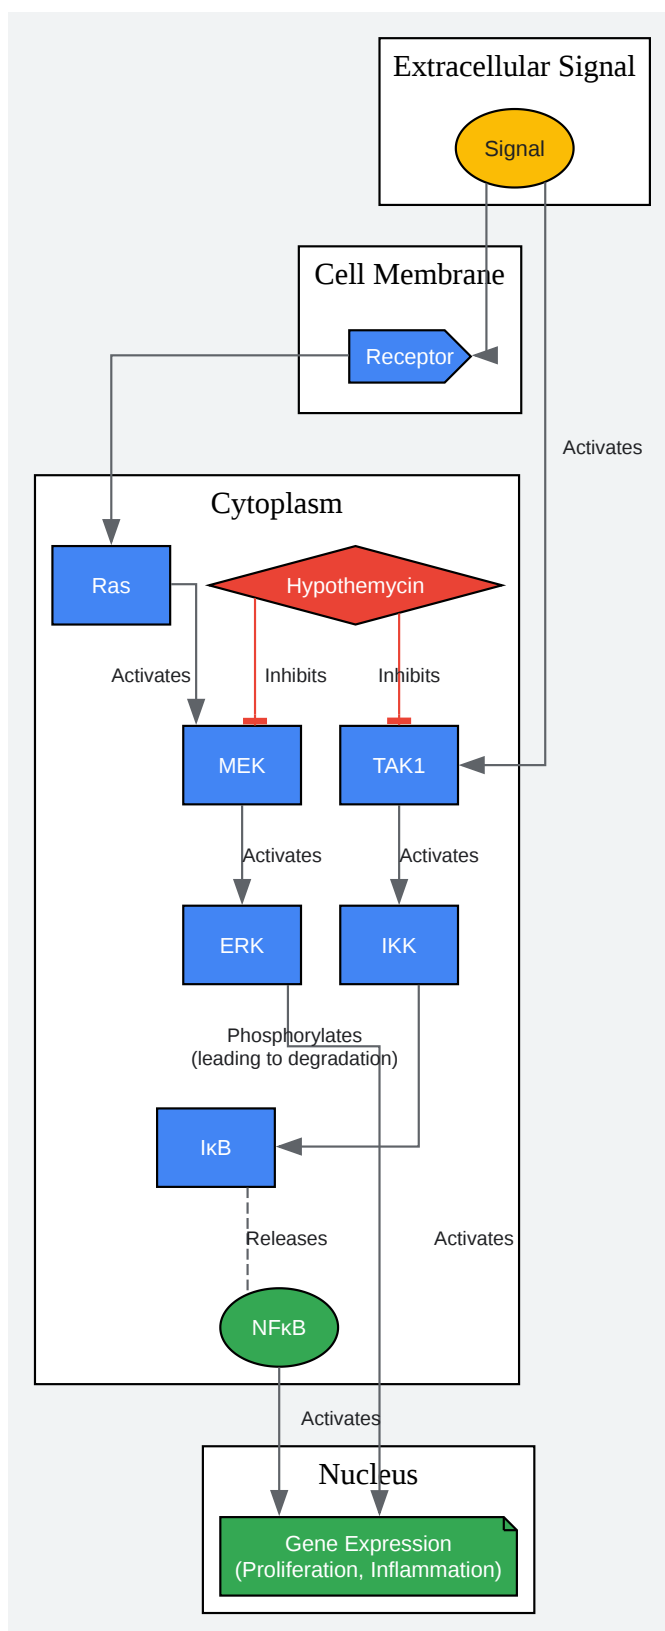 Extracellular Signal
Signal
Cell Membrane
Receptor
Activates
Cytoplasm
Ras
Hypothemycin
Activates
Inhibits
Inhibits
MEK
TAK1
Activates
Activates
ERK
IKK
Phosphorylates
(leading to degradation)
IκB
Releases
Activates
NFκB
Activates
Nucleus
Gene Expression
(Proliferation, Inflammation)